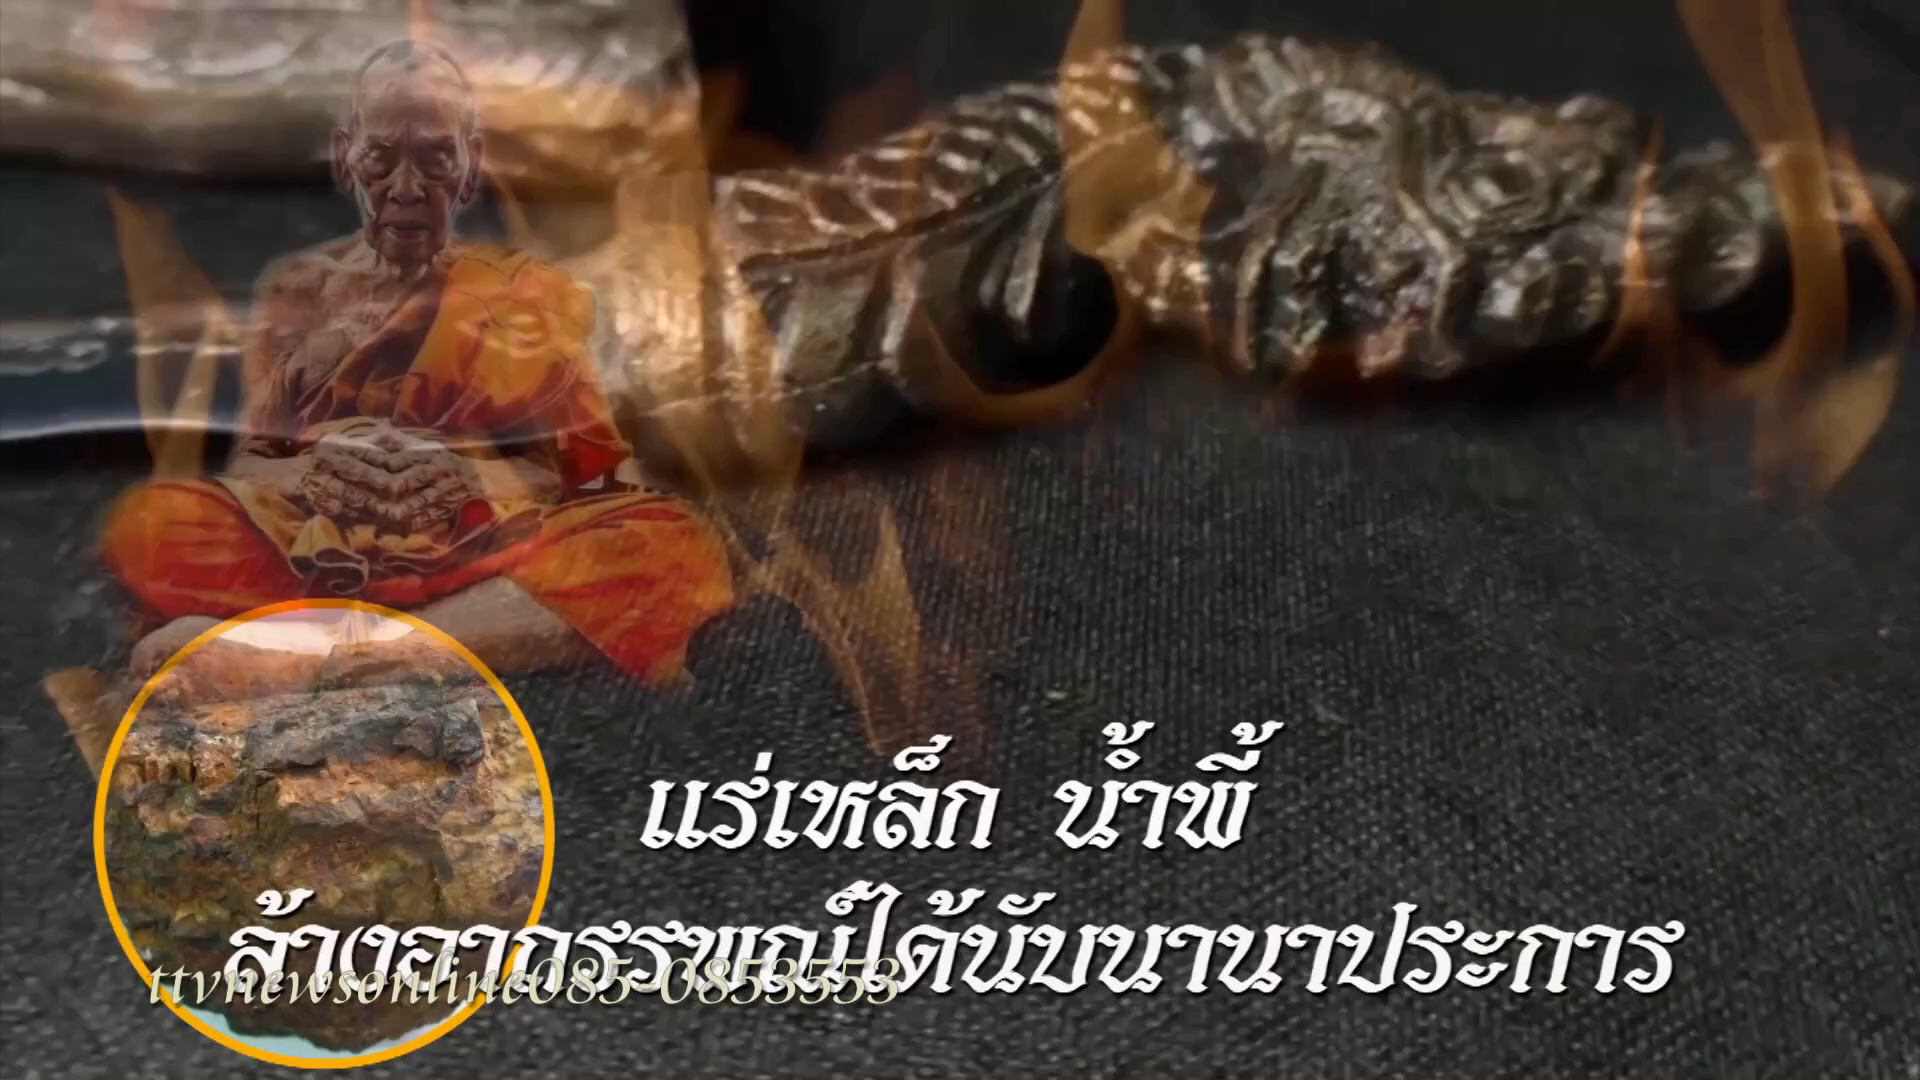 แร่เหล็ก น้ำพี้
ล้างอาถรรพณ์ได้นับนานาประการ
ttvnewsonline085-0853553